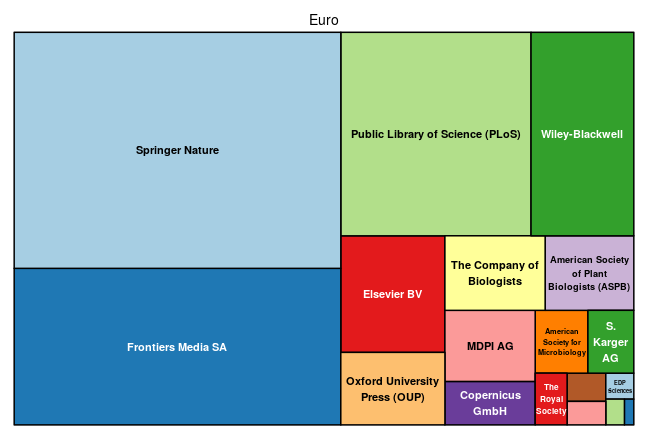 Euro
Springer Nature
Frontiers Media SA
Public Library of Science (PLoS)
Wiley-Blackwell
Elsevier BV
Oxford University
Press (OUP)
The Company of
Biologists
American Society
of Plant
Biologists (ASPB)
MDPI AG
Copernicus
GmbH
American
Society for
Microbiology
S.
Karger
AG
The
Royal
Society
EDP
Sciences